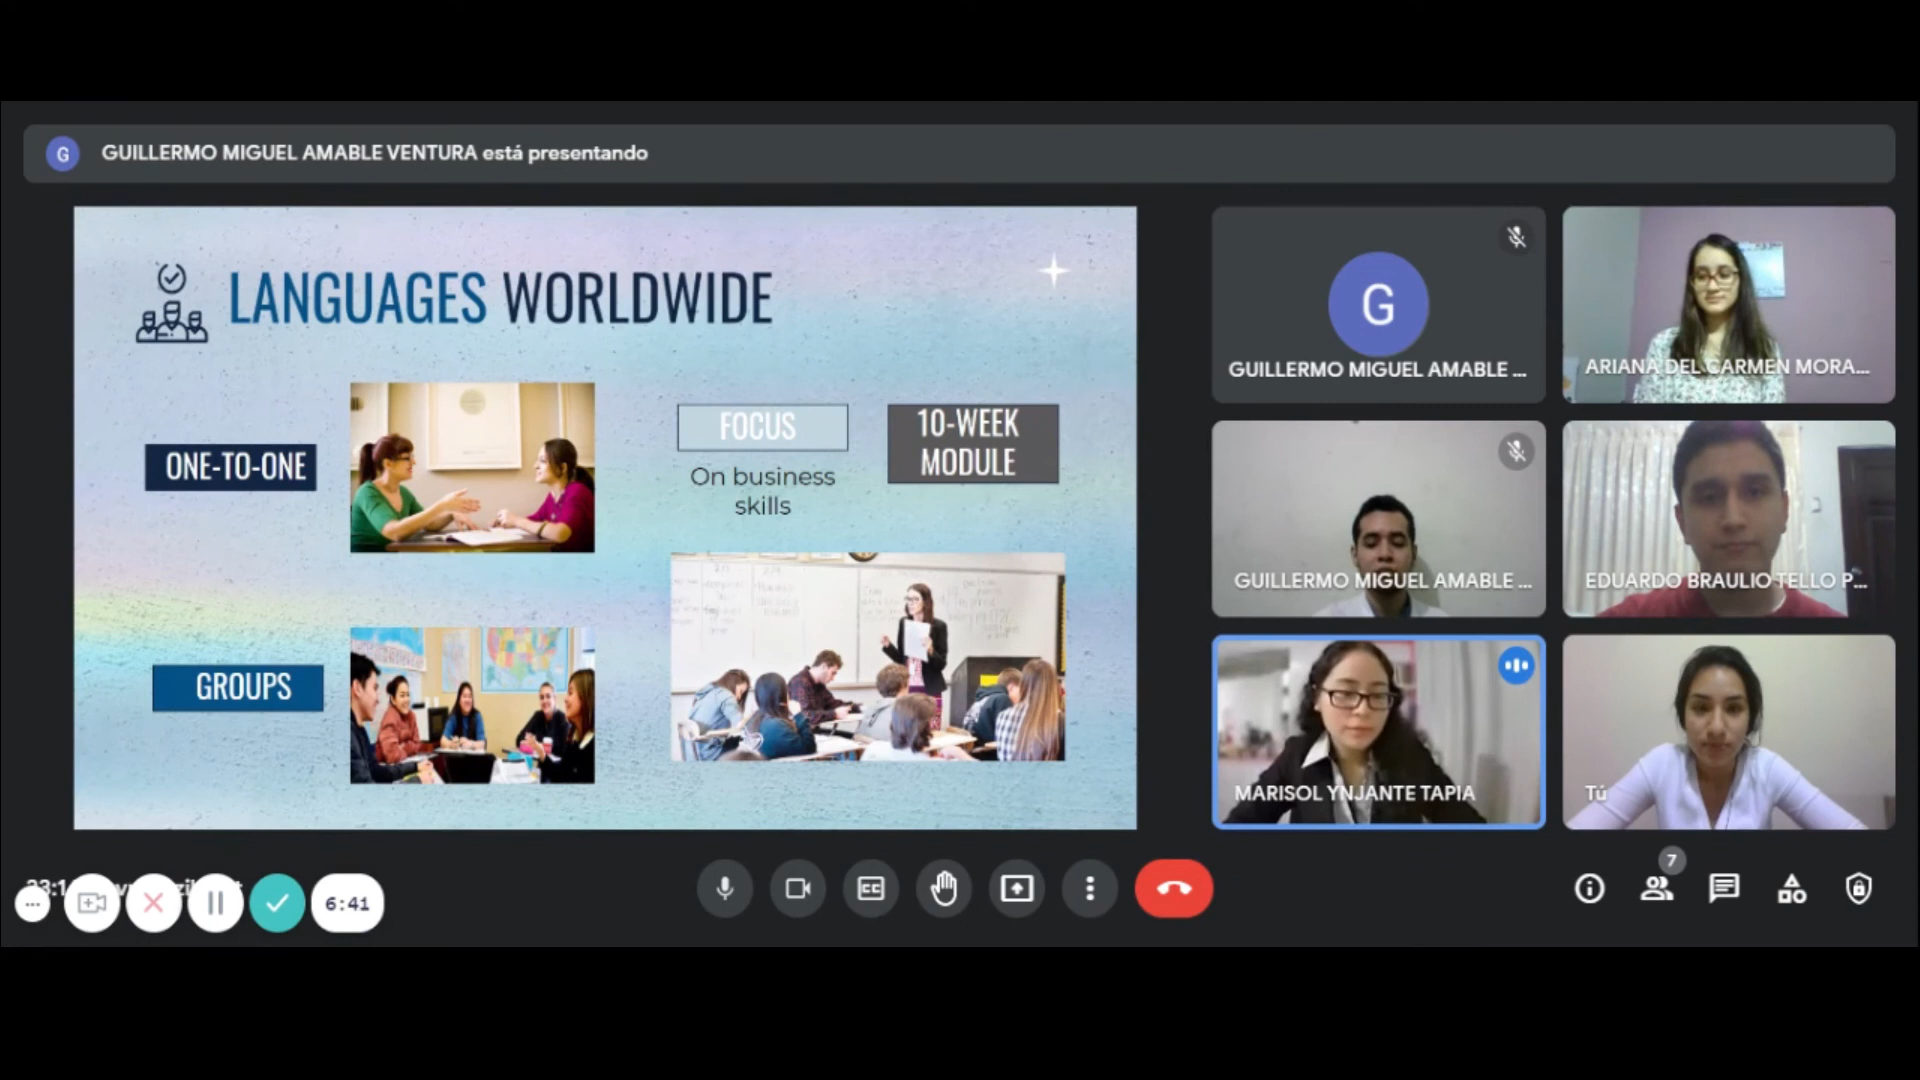 G GUILLERMO MIGUEL AMABLE VENTURA está presentando
LANGUAGES WORLDWIDE
ONE-TO-ONE
FOCUS
On business
skills
10-WEEK
MODULE
GROUPS
G
GUILLERMO MIGUEL AMABLE ...
ARIANA DEL CARMEN MORA...
GUILLERMO MIGUEL AMABLE ...
EDUARDO BRAULIO TELLO P...
MARISOL YNJANTE TAPIA
Tú
6:41
CC
7